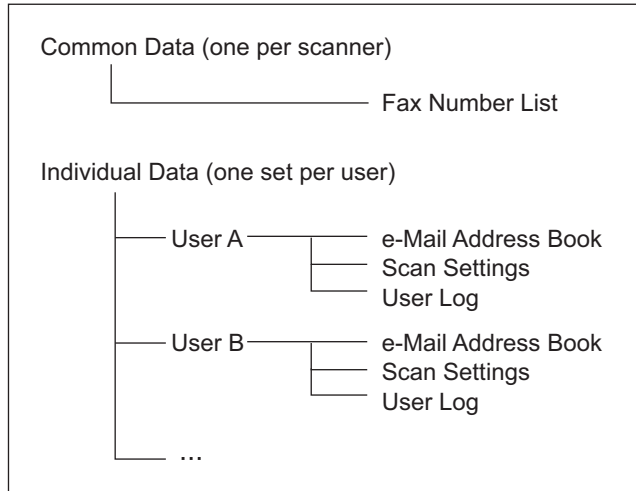 Common Data (one per scanner)
Fax Number List
Individual Data (one set per user)
User A e-Mail Address Book
Scan Settings
User Log
User B e-Mail Address Book
Scan Settings
User Log
...